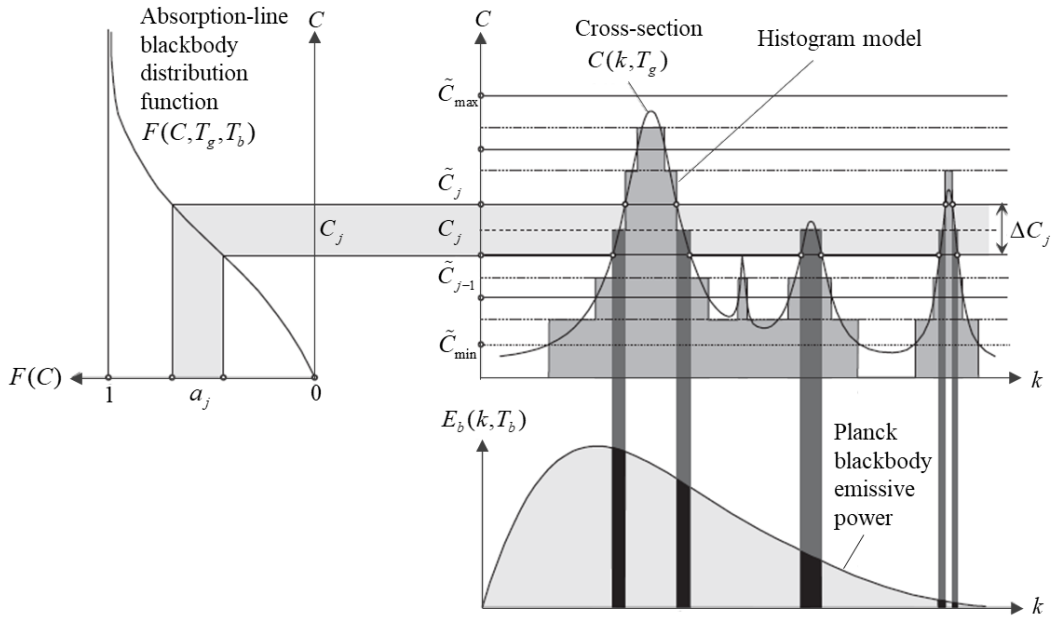 Absorption-line
blackbody
distribution
function
F(C,T_g,T_b)
C
C
Cross-section
C(k,T_g)
Histogram model
C̃_max
C̃_j
C_j
C_j
ΔC_j
C̃_{j−1}
C̃_min
F(C)
1
a_j
0
k
E_b(k,T_b)
Planck
blackbody
emissive
power
k